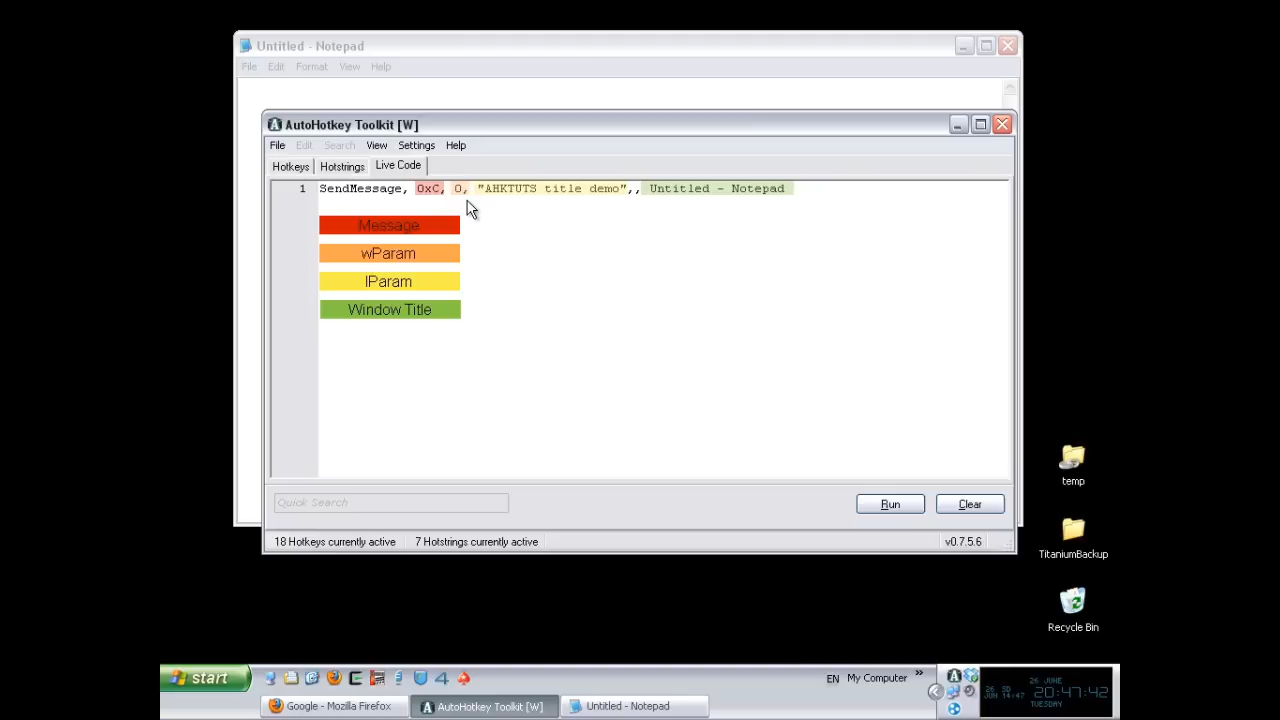 Untitled - Notepad
File Edit Format View Help
AutoHotkey Toolkit [W]
File Edit Search View Settings Help
Hotkeys Hotstrings Live Code
1 SendMessage, 0xC, 0, "AHKTUTS title demo",, Untitled - Notepad
Message
wParam
lParam
Window Title
Quick Search
Run Clear
18 Hotkeys currently active 7 Hotstrings currently active v0.7.5.6
temp
TitaniumBackup
Recycle Bin
start
EN My Computer »
26 JUNE
20:47:42
TUESDAY
Google - Mozilla Firefox
AutoHotkey Toolkit [W]
Untitled - Notepad